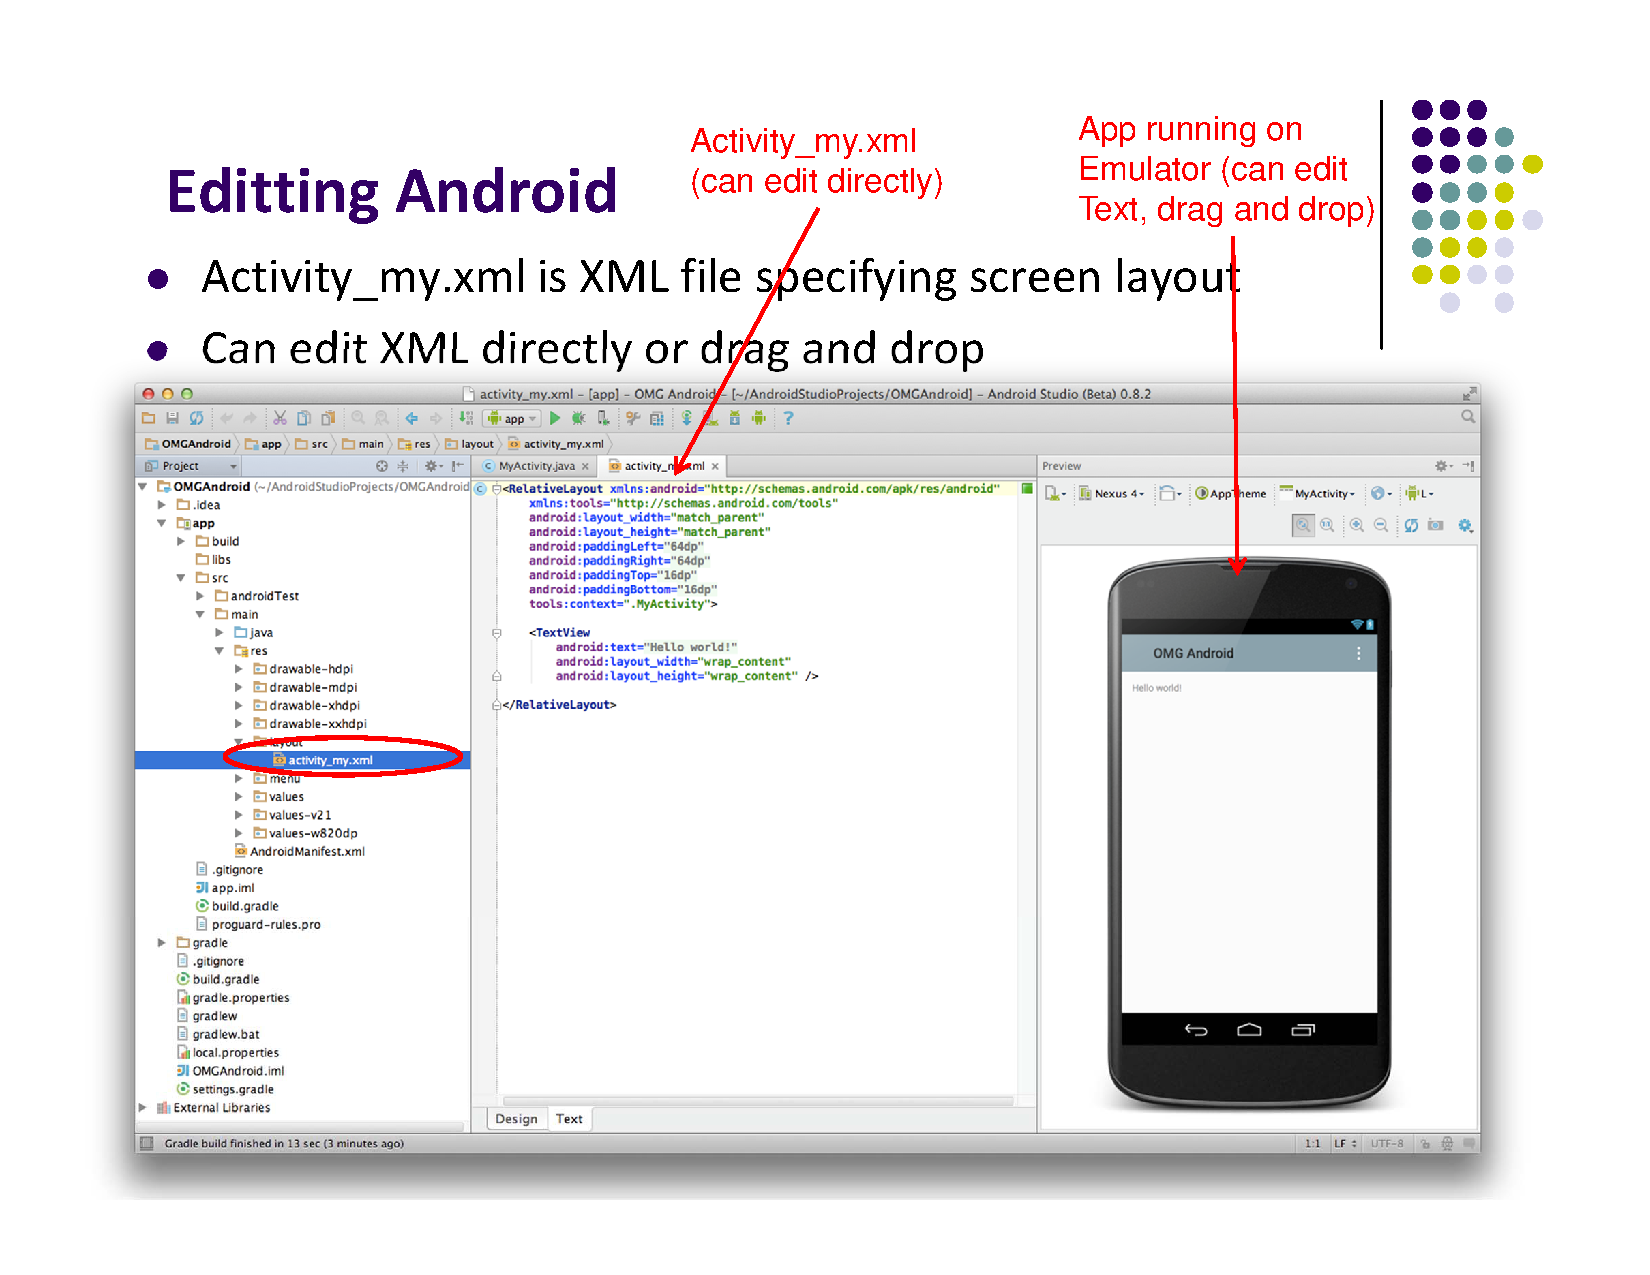 Editting Android
Activity_my.xml
(can edit directly)
App running on
Emulator (can edit
Text, drag and drop)
Activity_my.xml is XML file specifying screen layout
Can edit XML directly or drag and drop
activity_my.xml – [app] – OMG Android – [~/AndroidStudioProjects/OMGAndroid] – Android Studio (Beta) 0.8.2
app
OMGAndroid app src main res layout activity_my.xml
Project
MyActivity.java
activity_my.xml
Preview
OMGAndroid (~/AndroidStudioProjects/OMGAndroid
.idea
app
build
libs
src
androidTest
main
java
res
drawable-hdpi
drawable-mdpi
drawable-xhdpi
drawable-xxhdpi
layout
activity_my.xml
menu
values
values-v21
values-w820dp
AndroidManifest.xml
.gitignore
app.iml
build.gradle
proguard-rules.pro
gradle
.gitignore
build.gradle
gradle.properties
gradlew
gradlew.bat
local.properties
OMGAndroid.iml
settings.gradle
External Libraries
<RelativeLayout xmlns:android="http://schemas.android.com/apk/res/android"
xmlns:tools="http://schemas.android.com/tools"
android:layout_width="match_parent"
android:layout_height="match_parent"
android:paddingLeft="64dp"
android:paddingRight="64dp"
android:paddingTop="16dp"
android:paddingBottom="16dp"
tools:context=".MyActivity">
<TextView
android:text="Hello world!"
android:layout_width="wrap_content"
android:layout_height="wrap_content" />
</RelativeLayout>
Design Text
Nexus 4 AppTheme MyActivity L
OMG Android
Hello world!
Gradle build finished in 13 sec (3 minutes ago)
1:1 LF UTF-8